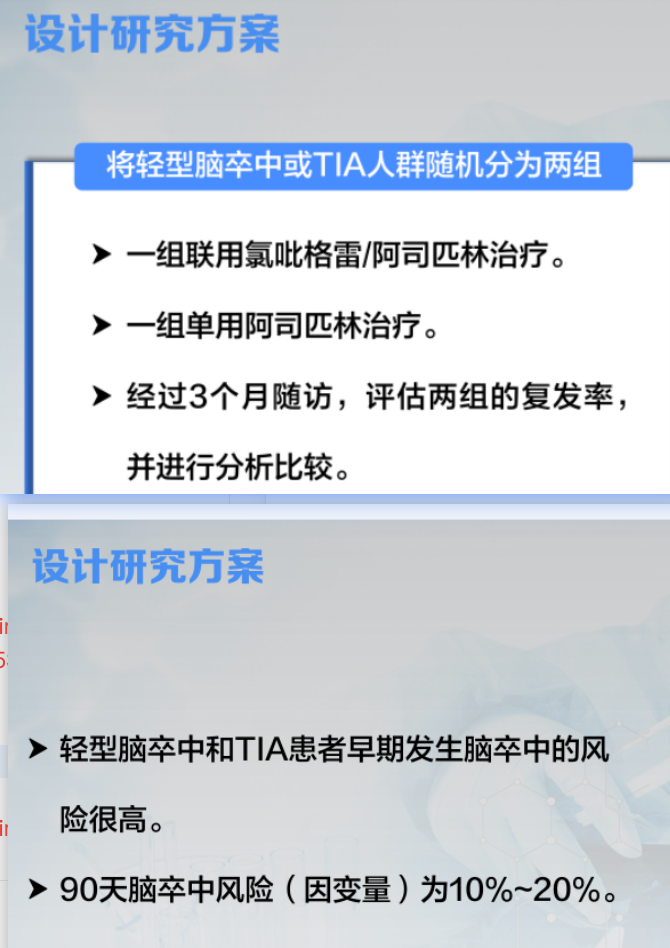 设计研究方案
将轻型脑卒中或TIA人群随机分为两组
➤ 一组联用氯吡格雷/阿司匹林治疗。
➤ 一组单用阿司匹林治疗。
➤ 经过3个月随访，评估两组的复发率，
并进行分析比较。
设计研究方案
➤ 轻型脑卒中和TIA患者早期发生脑卒中的风
险很高。
➤ 90天脑卒中风险（因变量）为10%~20%。